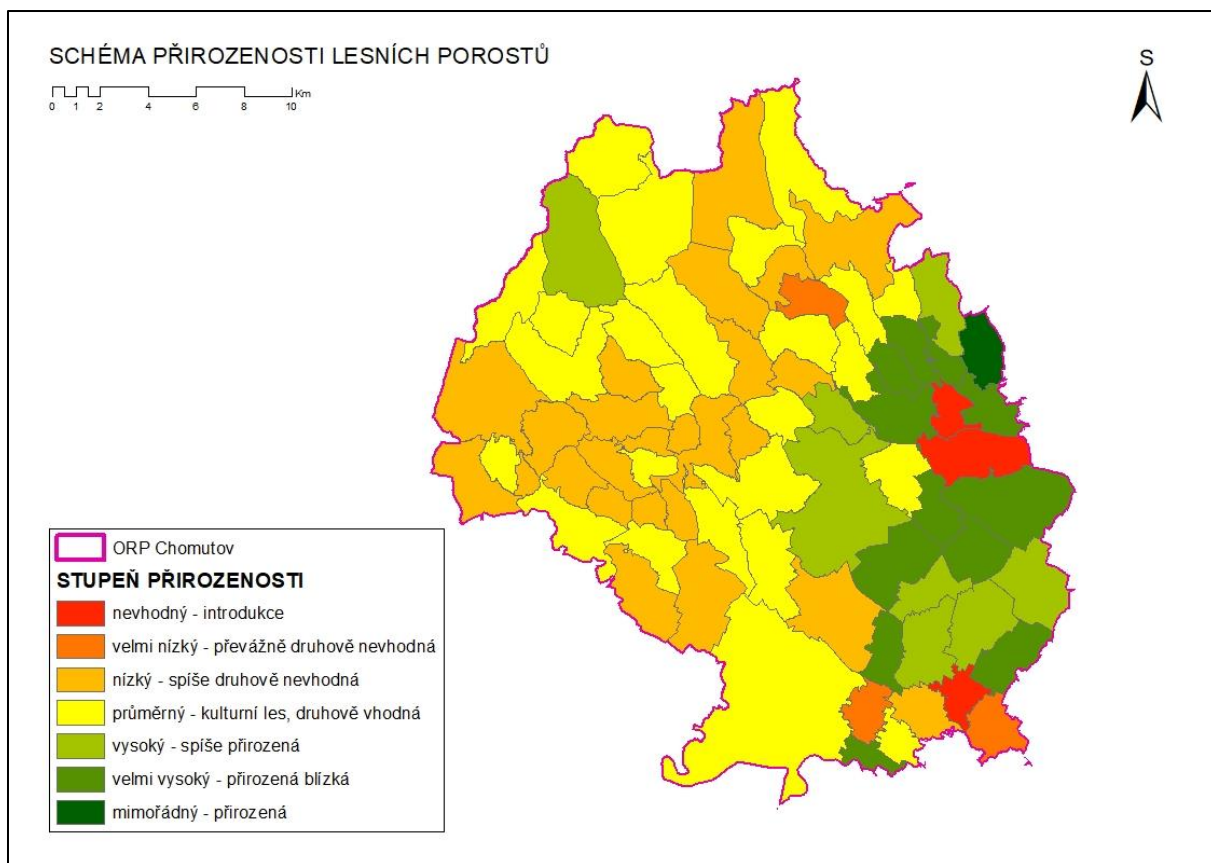 SCHÉMA PŘIROZENOSTI LESNÍCH POROSTŮ
0 1 2 4 6 8 10 Km
S
ORP Chomutov
STUPEŇ PŘIROZENOSTI
nevhodný - introdukce
velmi nízký - převážně druhově nevhodná
nízký - spíše druhově nevhodná
průměrný - kulturní les, druhově vhodná
vysoký - spíše přirozená
velmi vysoký - přirozená blízká
mimořádný - přirozená